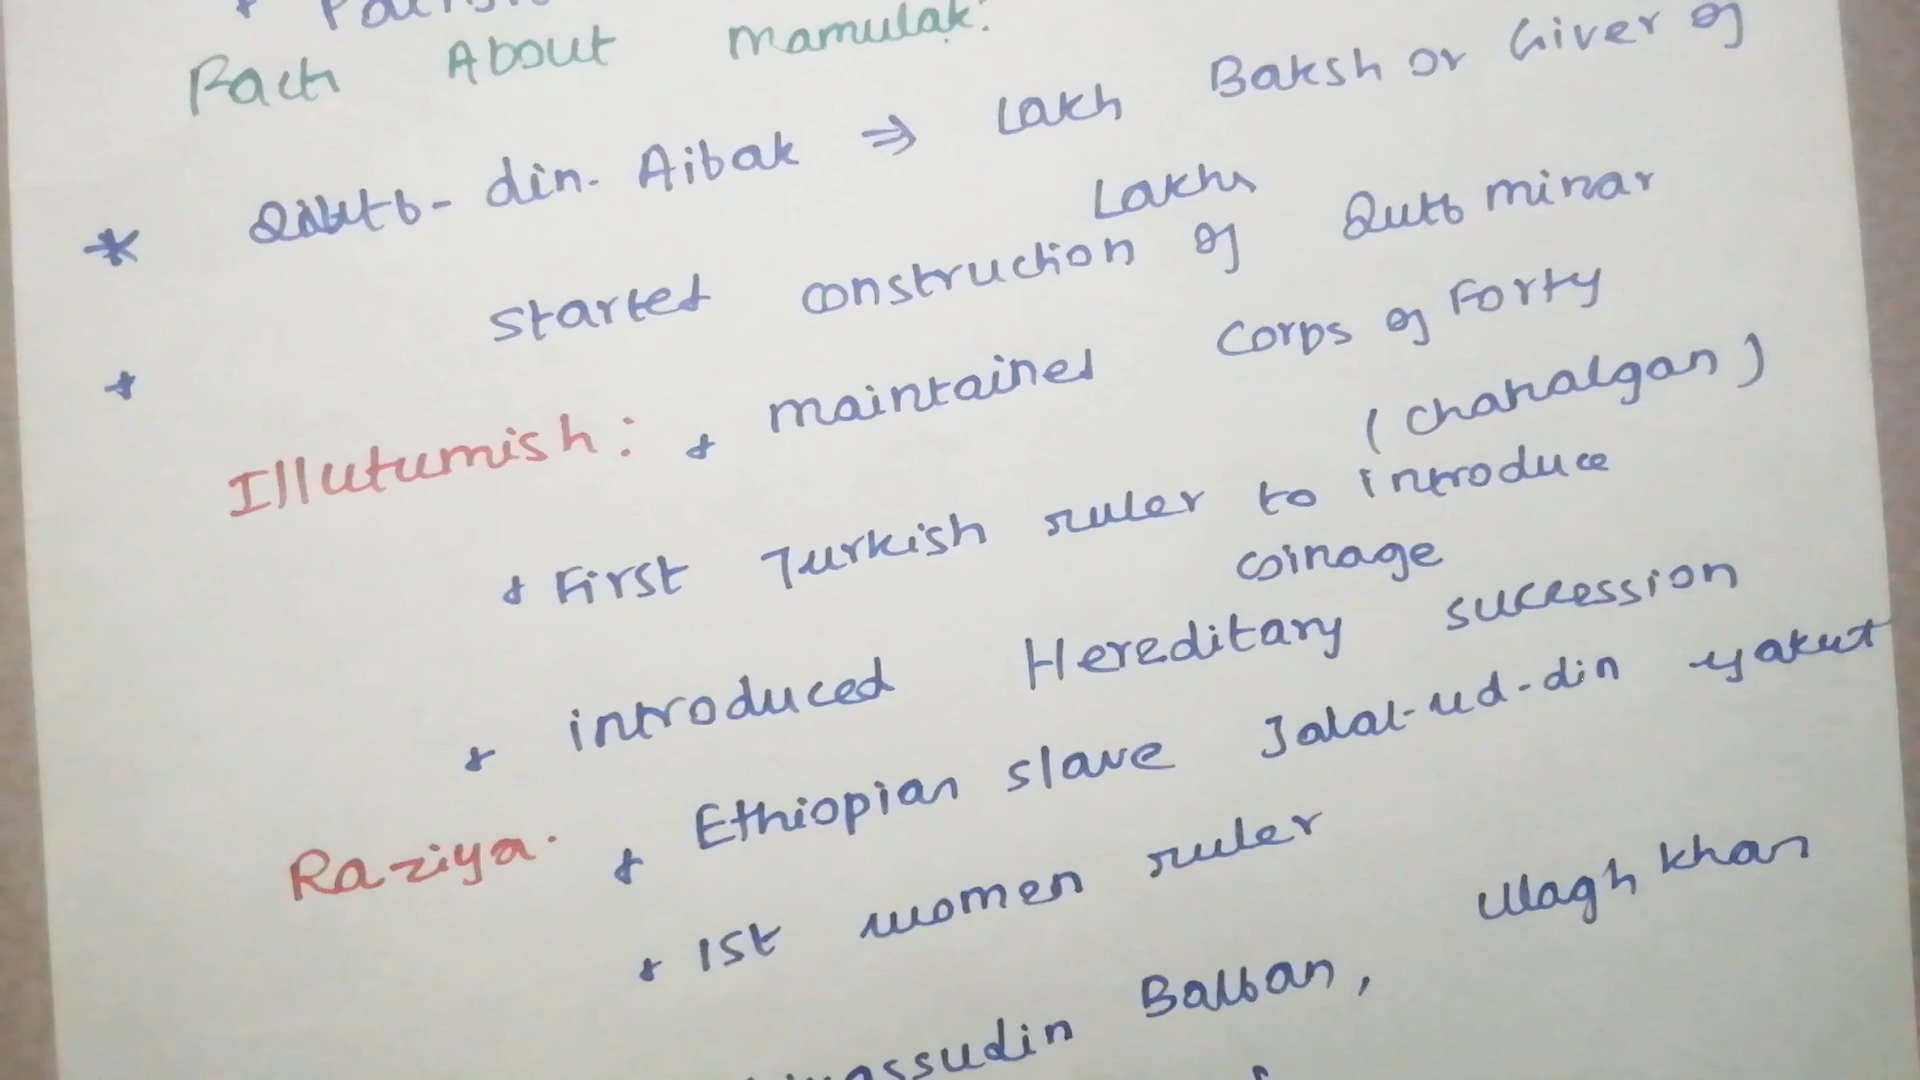 Fact About Mamulak:
* Qutb-din. Aibak ⇒ Lakh Baksh or Giver of
Lakhs
* started construction of Qutb minar
Illutumish: * maintained Corps of Forty
(chahalgan)
* First Turkish ruler to introduce
coinage
* introduced Hereditary succession
Raziya. * Ethiopian slave Jalal-ud-din yakut
* 1st women ruler
Balban, Ulagh khan